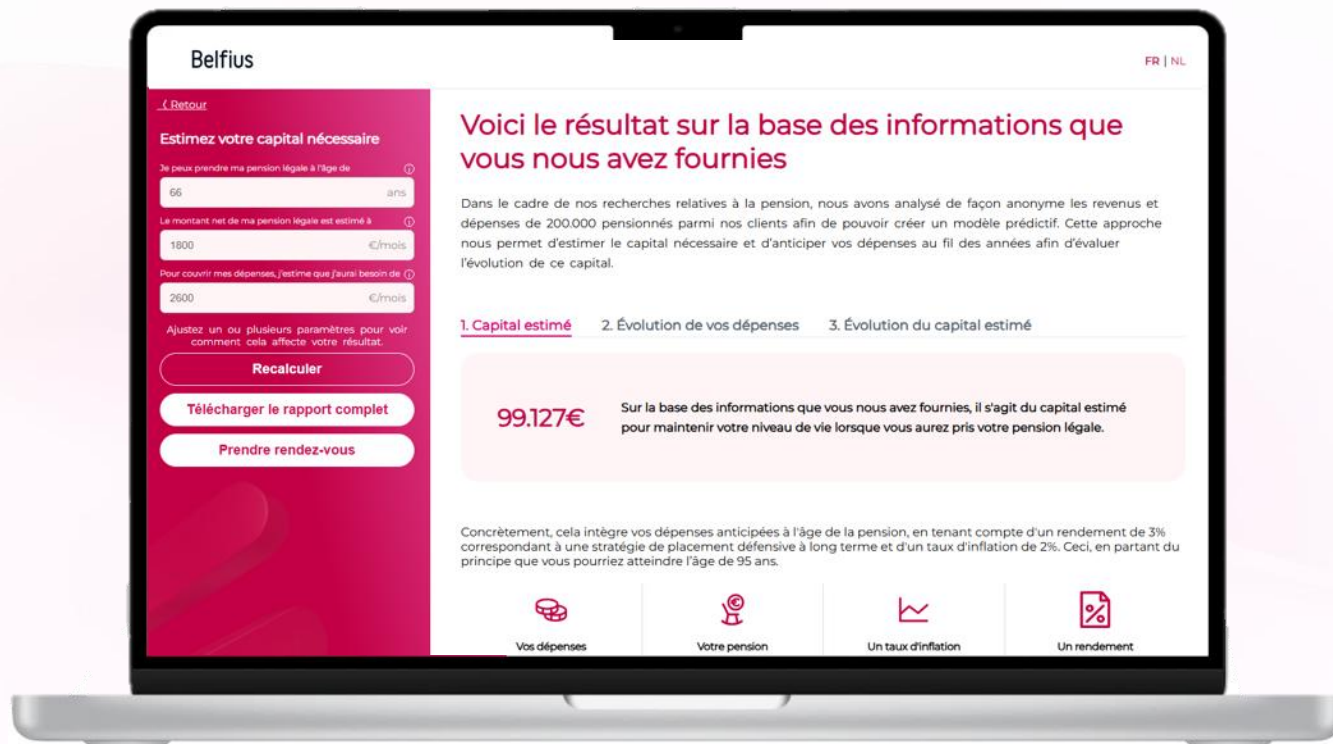 Belfius
FR | NL
⟨ Retour
Estimez votre capital nécessaire
Je peux prendre ma pension légale à l'âge de
66 ans
Le montant net de ma pension légale est estimé à
1800 €/mois
Pour couvrir mes dépenses, j'estime que j'aurai besoin de
2600 €/mois
Ajustez un ou plusieurs paramètres pour voir
comment cela affecte votre résultat.
Recalculer
Télécharger le rapport complet
Prendre rendez-vous
Voici le résultat sur la base des informations que
vous nous avez fournies
Dans le cadre de nos recherches relatives à la pension, nous avons analysé de façon anonyme les revenus et
dépenses de 200.000 pensionnés parmi nos clients afin de pouvoir créer un modèle prédictif. Cette approche
nous permet d'estimer le capital nécessaire et d'anticiper vos dépenses au fil des années afin d'évaluer
l'évolution de ce capital.
1. Capital estimé 2. Évolution de vos dépenses 3. Évolution du capital estimé
99.127€
Sur la base des informations que vous nous avez fournies, il s'agit du capital estimé
pour maintenir votre niveau de vie lorsque vous aurez pris votre pension légale.
Concrètement, cela intègre vos dépenses anticipées à l'âge de la pension, en tenant compte d'un rendement de 3%
correspondant à une stratégie de placement défensive à long terme et d'un taux d'inflation de 2%. Ceci, en partant du
principe que vous pourriez atteindre l'âge de 95 ans.
Vos dépenses Votre pension Un taux d'inflation Un rendement